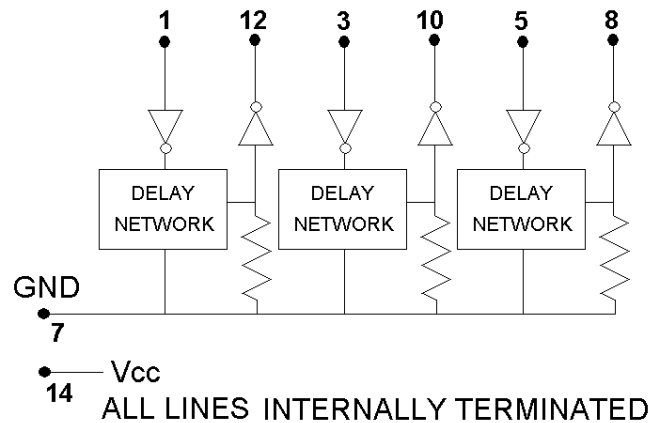 1 12 3 10 5 8
DELAY DELAY DELAY
NETWORK NETWORK NETWORK
GND
7
Vcc
14
ALL LINES INTERNALLY TERMINATED